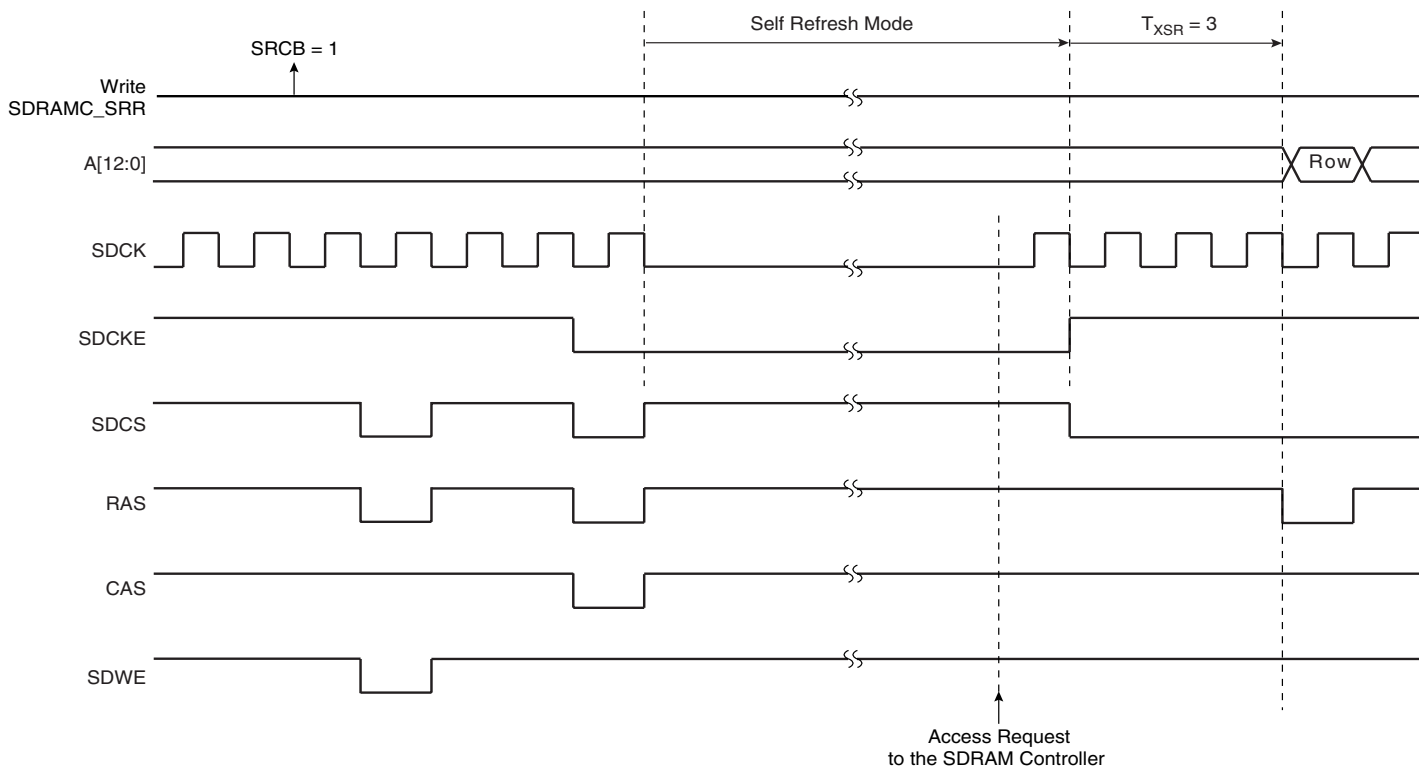 Self Refresh Mode
TXSR = 3
SRCB = 1
Write
SDRAMC_SRR
A[12:0]
Row
SDCK
SDCKE
SDCS
RAS
CAS
SDWE
Access Request
to the SDRAM Controller